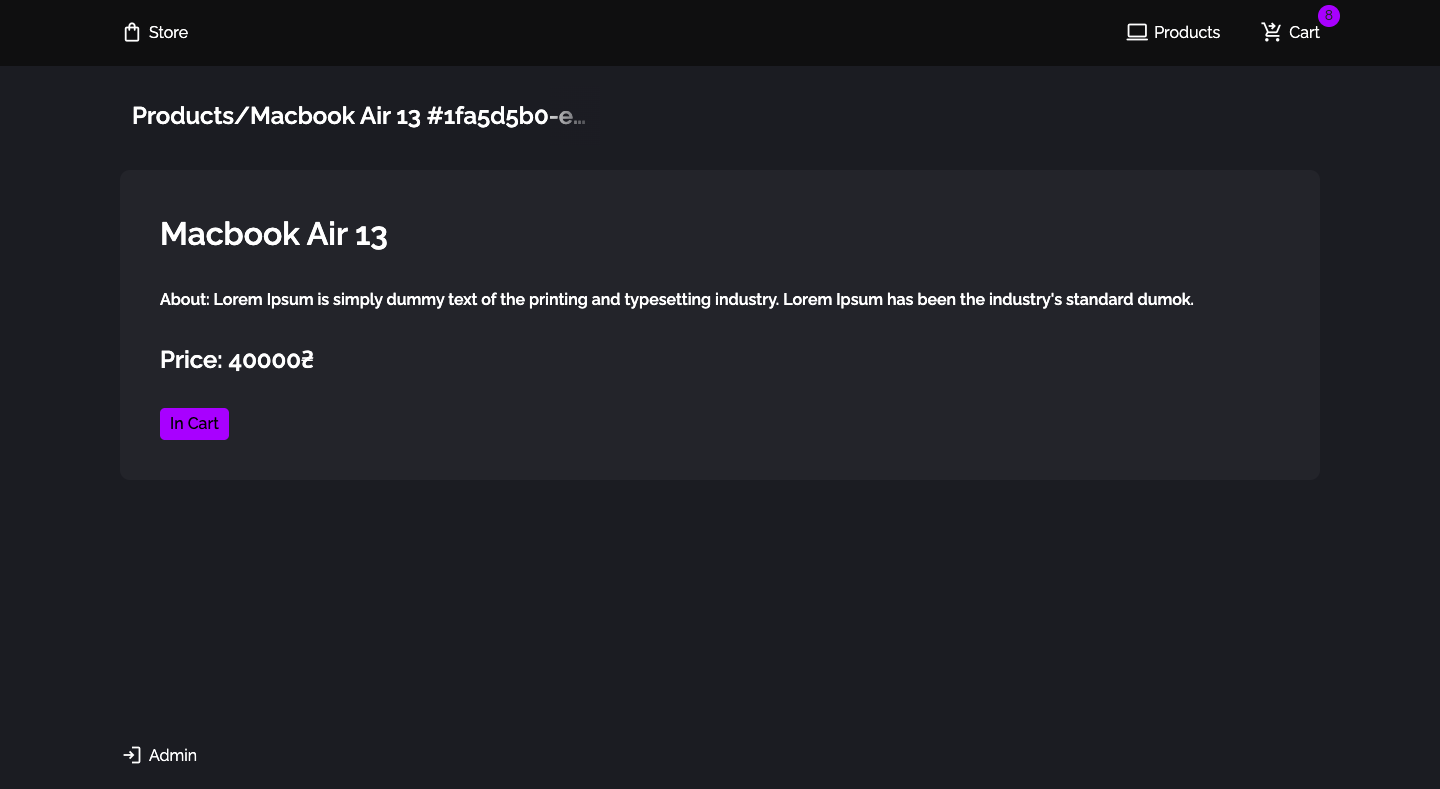 Store
Products
Cart
8
Products/Macbook Air 13 #1fa5d5b0-e...
Macbook Air 13
About: Lorem Ipsum is simply dummy text of the printing and typesetting industry. Lorem Ipsum has been the industry's standard dumok.
Price: 40000₴
In Cart
Admin